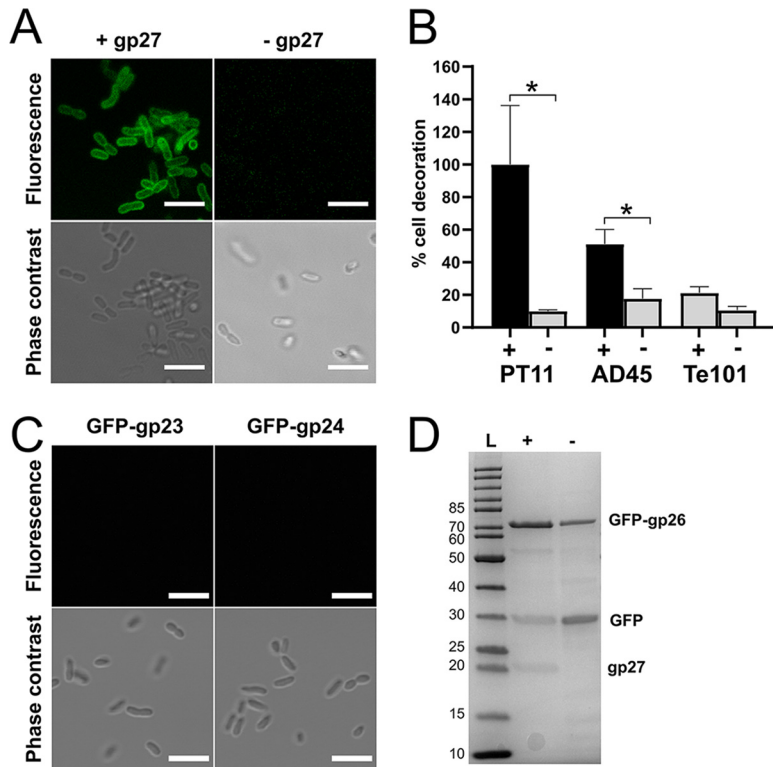 A
+ gp27
- gp27
Fluorescence
Phase contrast
B
160
140
120
100
80
60
40
20
0
% cell decoration
*
*
+
-
+
-
+
-
PT11
AD45
Te101
C
GFP-gp23
GFP-gp24
Fluorescence
Phase contrast
D
L
+
-
85
70
60
50
40
30
25
20
15
10
GFP-gp26
GFP
gp27